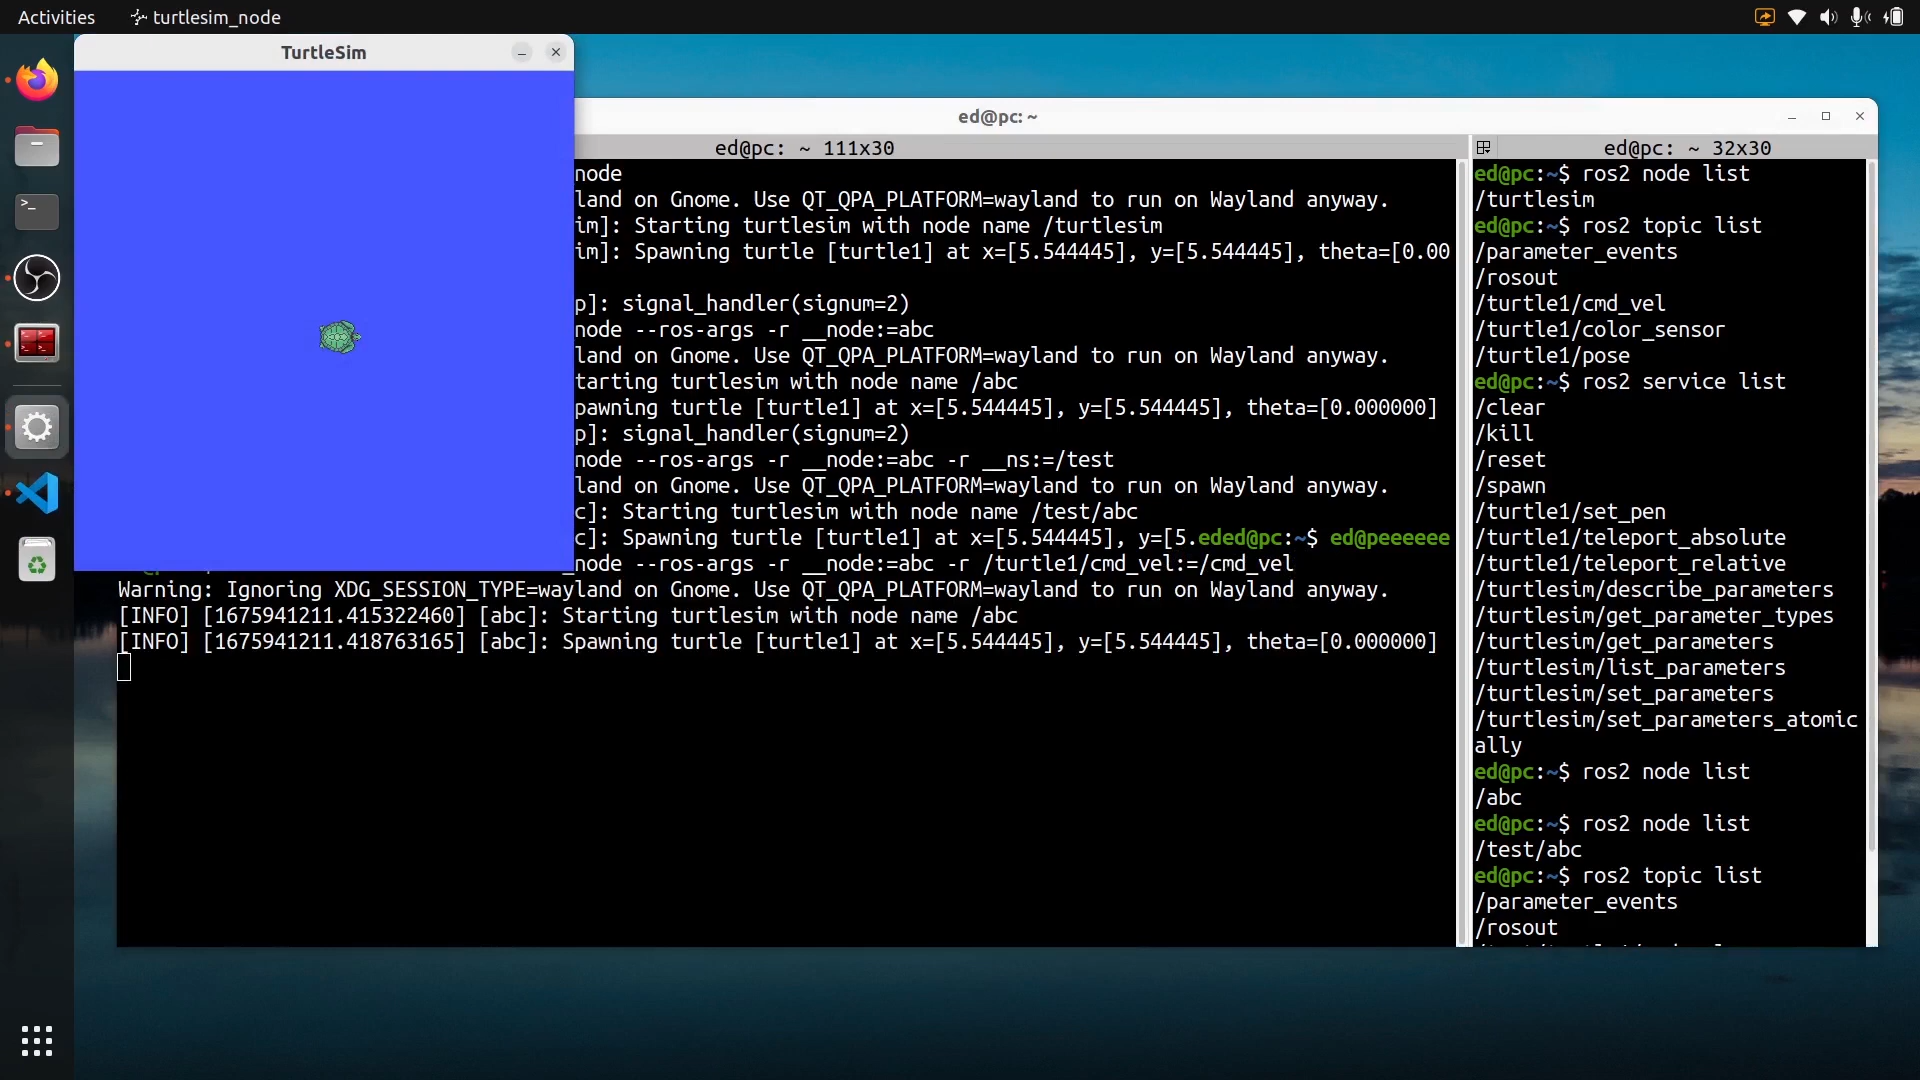 Activities
turtlesim_node
TurtleSim
ed@pc: ~
ed@pc: ~ 111x30
node
land on Gnome. Use QT_QPA_PLATFORM=wayland to run on Wayland anyway.
im]: Starting turtlesim with node name /turtlesim
im]: Spawning turtle [turtle1] at x=[5.544445], y=[5.544445], theta=[0.00
p]: signal_handler(signum=2)
node --ros-args -r __node:=abc
land on Gnome. Use QT_QPA_PLATFORM=wayland to run on Wayland anyway.
tarting turtlesim with node name /abc
pawning turtle [turtle1] at x=[5.544445], y=[5.544445], theta=[0.000000]
p]: signal_handler(signum=2)
node --ros-args -r __node:=abc -r __ns:=/test
land on Gnome. Use QT_QPA_PLATFORM=wayland to run on Wayland anyway.
c]: Starting turtlesim with node name /test/abc
c]: Spawning turtle [turtle1] at x=[5.544445], y=[5.eded@pc:~$ ed@peeeeee
_node --ros-args -r __node:=abc -r /turtle1/cmd_vel:=/cmd_vel
Warning: Ignoring XDG_SESSION_TYPE=wayland on Gnome. Use QT_QPA_PLATFORM=wayland to run on Wayland anyway.
[INFO] [1675941211.415322460] [abc]: Starting turtlesim with node name /abc
[INFO] [1675941211.418763165] [abc]: Spawning turtle [turtle1] at x=[5.544445], y=[5.544445], theta=[0.000000]
ed@pc: ~ 32x30
ed@pc:~$ ros2 node list
/turtlesim
ed@pc:~$ ros2 topic list
/parameter_events
/rosout
/turtle1/cmd_vel
/turtle1/color_sensor
/turtle1/pose
ed@pc:~$ ros2 service list
/clear
/kill
/reset
/spawn
/turtle1/set_pen
/turtle1/teleport_absolute
/turtle1/teleport_relative
/turtlesim/describe_parameters
/turtlesim/get_parameter_types
/turtlesim/get_parameters
/turtlesim/list_parameters
/turtlesim/set_parameters
/turtlesim/set_parameters_atomic
ally
ed@pc:~$ ros2 node list
/abc
ed@pc:~$ ros2 node list
/test/abc
ed@pc:~$ ros2 topic list
/parameter_events
/rosout